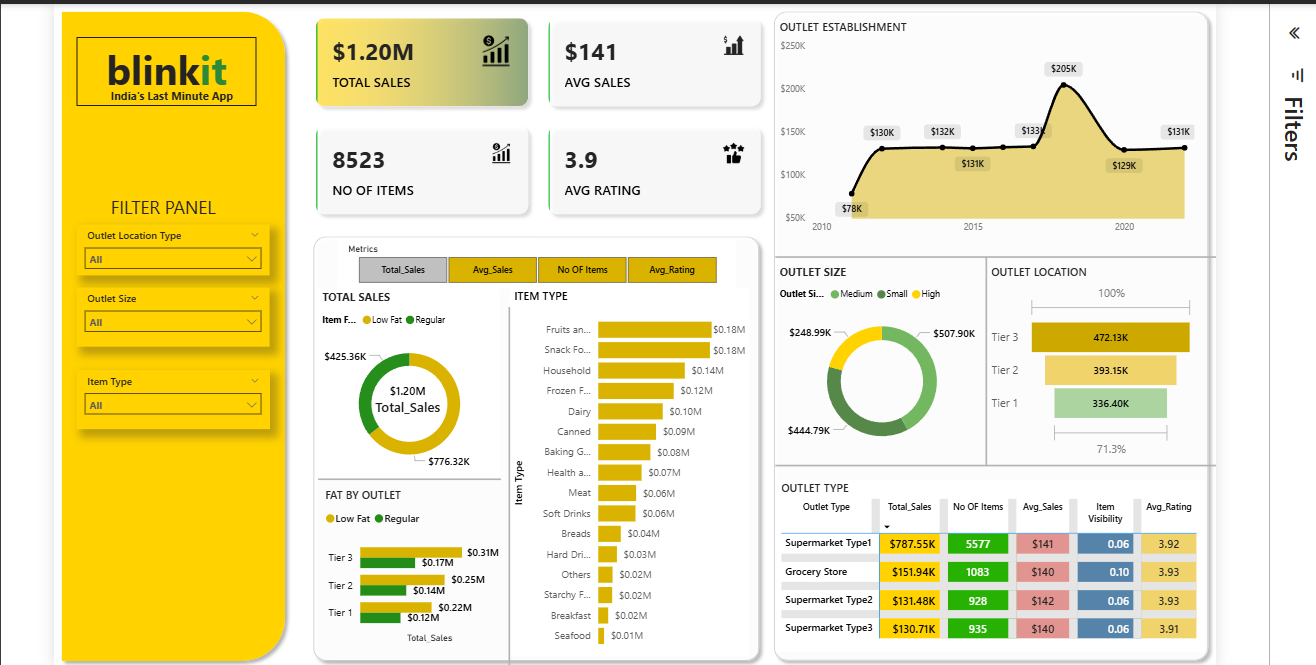 blinkit
India's Last Minute App
FILTER PANEL
Outlet Location Type
All
Outlet Size
All
Item Type
All
$1.20M
TOTAL SALES
$141
AVG SALES
8523
NO OF ITEMS
3.9
AVG RATING
Metrics
Total_Sales Avg_Sales No OF Items Avg_Rating
TOTAL SALES
Item F... Low Fat Regular
$425.36K
$1.20M
Total_Sales
$776.32K
FAT BY OUTLET
Low Fat Regular
Tier 3 $0.31M
$0.17M
Tier 2 $0.25M
$0.14M
Tier 1 $0.22M
$0.12M
Total_Sales
ITEM TYPE
Item Type
Fruits an... $0.18M
Snack Fo... $0.18M
Household $0.14M
Frozen F... $0.12M
Dairy $0.10M
Canned $0.09M
Baking G... $0.08M
Health a... $0.07M
Meat $0.06M
Soft Drinks $0.06M
Breads $0.04M
Hard Dri... $0.03M
Others $0.02M
Starchy F... $0.02M
Breakfast $0.02M
Seafood $0.01M
OUTLET ESTABLISHMENT
$250K
$200K
$150K
$100K
$50K
$78K
$130K
$132K
$131K
$133K
$205K
$129K
$131K
2010 2015 2020
OUTLET SIZE
Outlet Si... Medium Small High
$248.99K
$507.90K
$444.79K
OUTLET LOCATION
100%
Tier 3 472.13K
Tier 2 393.15K
Tier 1 336.40K
71.3%
OUTLET TYPE
Outlet Type Total_Sales No OF Items Avg_Sales Item Visibility Avg_Rating
Supermarket Type1 $787.55K 5577 $141 0.06 3.92
Grocery Store $151.94K 1083 $140 0.10 3.93
Supermarket Type2 $131.48K 928 $142 0.06 3.93
Supermarket Type3 $130.71K 935 $140 0.06 3.91
Filters